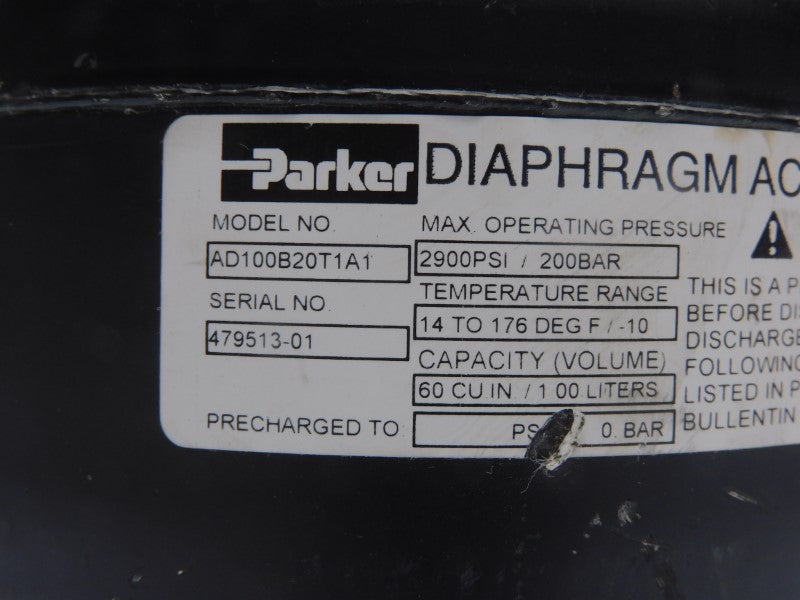 Parker DIAPHRAGM AC
MODEL NO.
AD100B20T1A1
SERIAL NO.
479513-01
MAX. OPERATING PRESSURE
2900PSI / 200BAR
TEMPERATURE RANGE
14 TO 176 DEG F / -10
CAPACITY (VOLUME)
60 CU IN / 1.00 LITERS
PRECHARGED TO 0. BAR
THIS IS A P
BEFORE DI
DISCHARGE
FOLLOWING
LISTED IN P
BULLENTIN